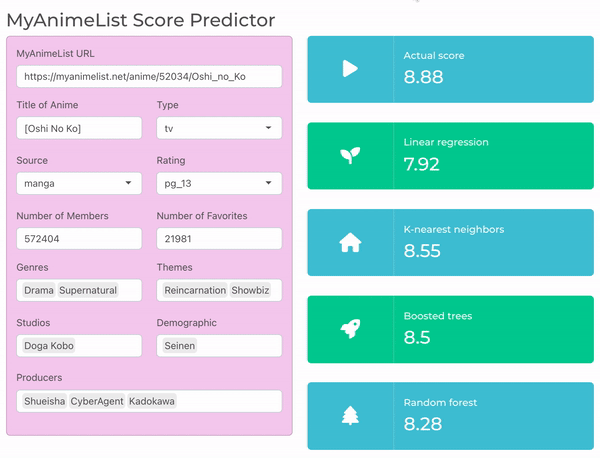 MyAnimeList Score Predictor
MyAnimeList URL
https://myanimelist.net/anime/52034/Oshi_no_Ko
Title of Anime Type
[Oshi No Ko] tv
Source Rating
manga pg_13
Number of Members Number of Favorites
572404 21981
Genres Themes
Drama Supernatural Reincarnation Showbiz
Studios Demographic
Doga Kobo Seinen
Producers
Shueisha CyberAgent Kadokawa
Actual score
8.88
Linear regression
7.92
K-nearest neighbors
8.55
Boosted trees
8.5
Random forest
8.28